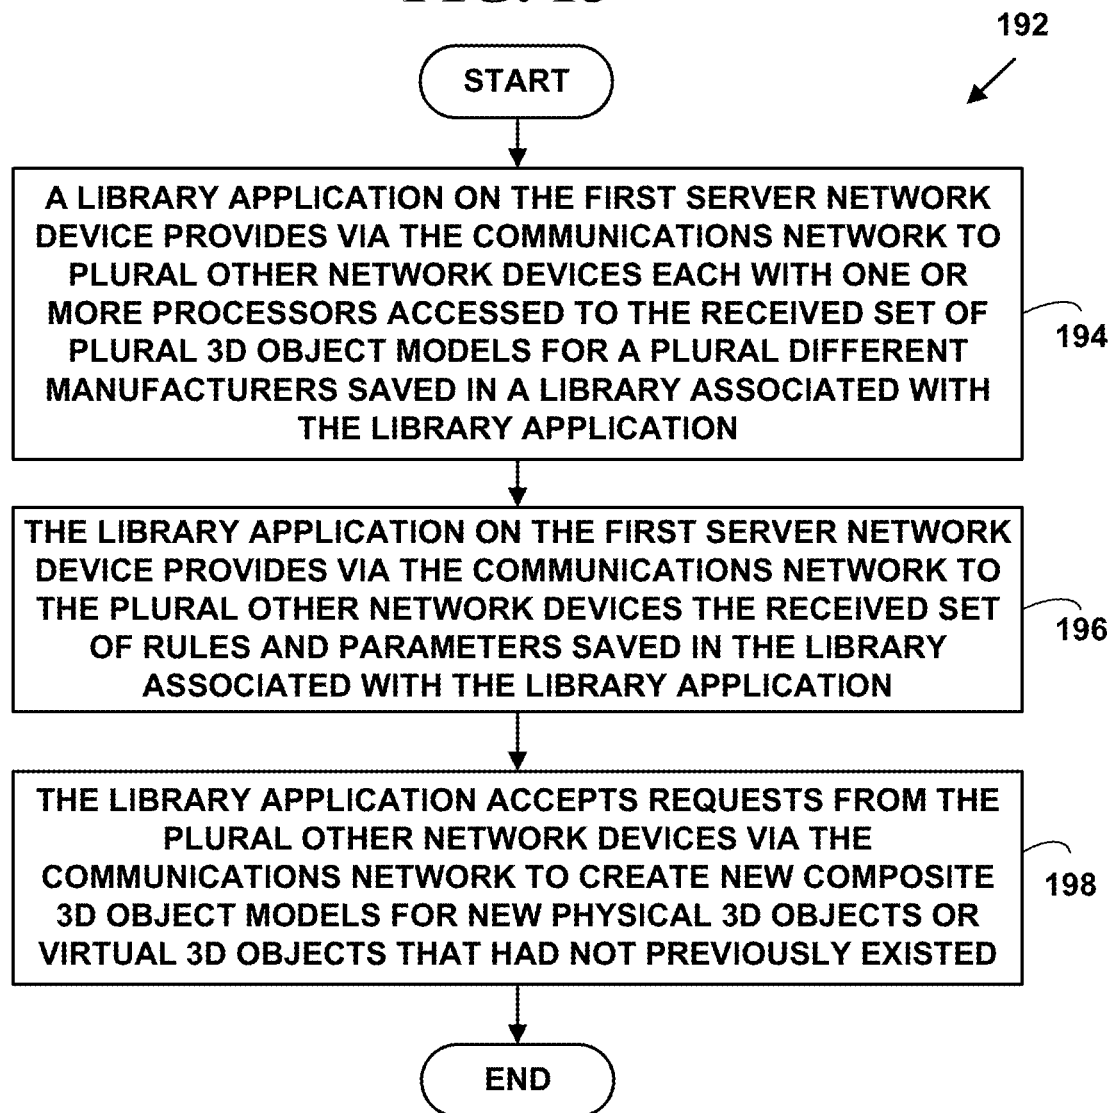 192
START
A LIBRARY APPLICATION ON THE FIRST SERVER NETWORK
DEVICE PROVIDES VIA THE COMMUNICATIONS NETWORK TO
PLURAL OTHER NETWORK DEVICES EACH WITH ONE OR
MORE PROCESSORS ACCESSED TO THE RECEIVED SET OF
PLURAL 3D OBJECT MODELS FOR A PLURAL DIFFERENT
MANUFACTURERS SAVED IN A LIBRARY ASSOCIATED WITH
THE LIBRARY APPLICATION
194
THE LIBRARY APPLICATION ON THE FIRST SERVER NETWORK
DEVICE PROVIDES VIA THE COMMUNICATIONS NETWORK TO
THE PLURAL OTHER NETWORK DEVICES THE RECEIVED SET
OF RULES AND PARAMETERS SAVED IN THE LIBRARY
ASSOCIATED WITH THE LIBRARY APPLICATION
196
THE LIBRARY APPLICATION ACCEPTS REQUESTS FROM THE
PLURAL OTHER NETWORK DEVICES VIA THE
COMMUNICATIONS NETWORK TO CREATE NEW COMPOSITE
3D OBJECT MODELS FOR NEW PHYSICAL 3D OBJECTS OR
VIRTUAL 3D OBJECTS THAT HAD NOT PREVIOUSLY EXISTED
198
END